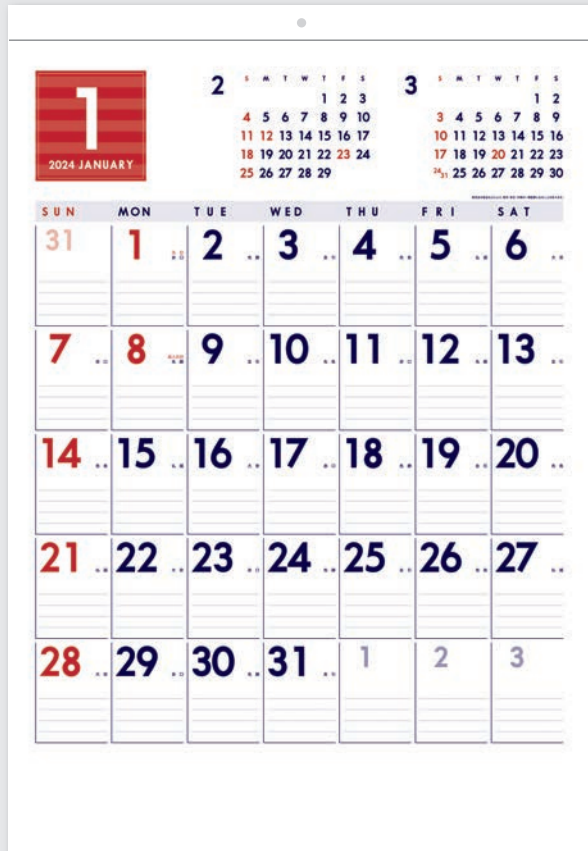 1
2024 JANUARY
2
S M T W T F S
1 2 3
4 5 6 7 8 9 10
11 12 13 14 15 16 17
18 19 20 21 22 23 24
25 26 27 28 29
3
S M T W T F S
1 2
3 4 5 6 7 8 9
10 11 12 13 14 15 16
17 18 19 20 21 22 23
24/31 25 26 27 28 29 30
SUN MON TUE WED THU FRI SAT
31 1 2 3 4 5 6
7 8 9 10 11 12 13
14 15 16 17 18 19 20
21 22 23 24 25 26 27
28 29 30 31 1 2 3